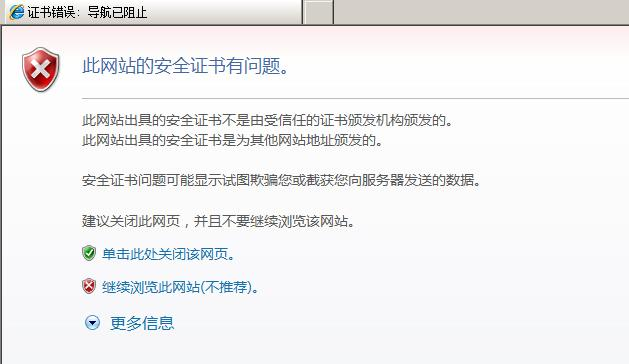 证书错误：导航已阻止
此网站的安全证书有问题。
此网站出具的安全证书不是由受信任的证书颁发机构颁发的。
此网站出具的安全证书是为其他网站地址颁发的。
安全证书问题可能显示试图欺骗您或截获您向服务器发送的数据。
建议关闭此网页，并且不要继续浏览该网站。
单击此处关闭该网页。
继续浏览此网站(不推荐)。
更多信息